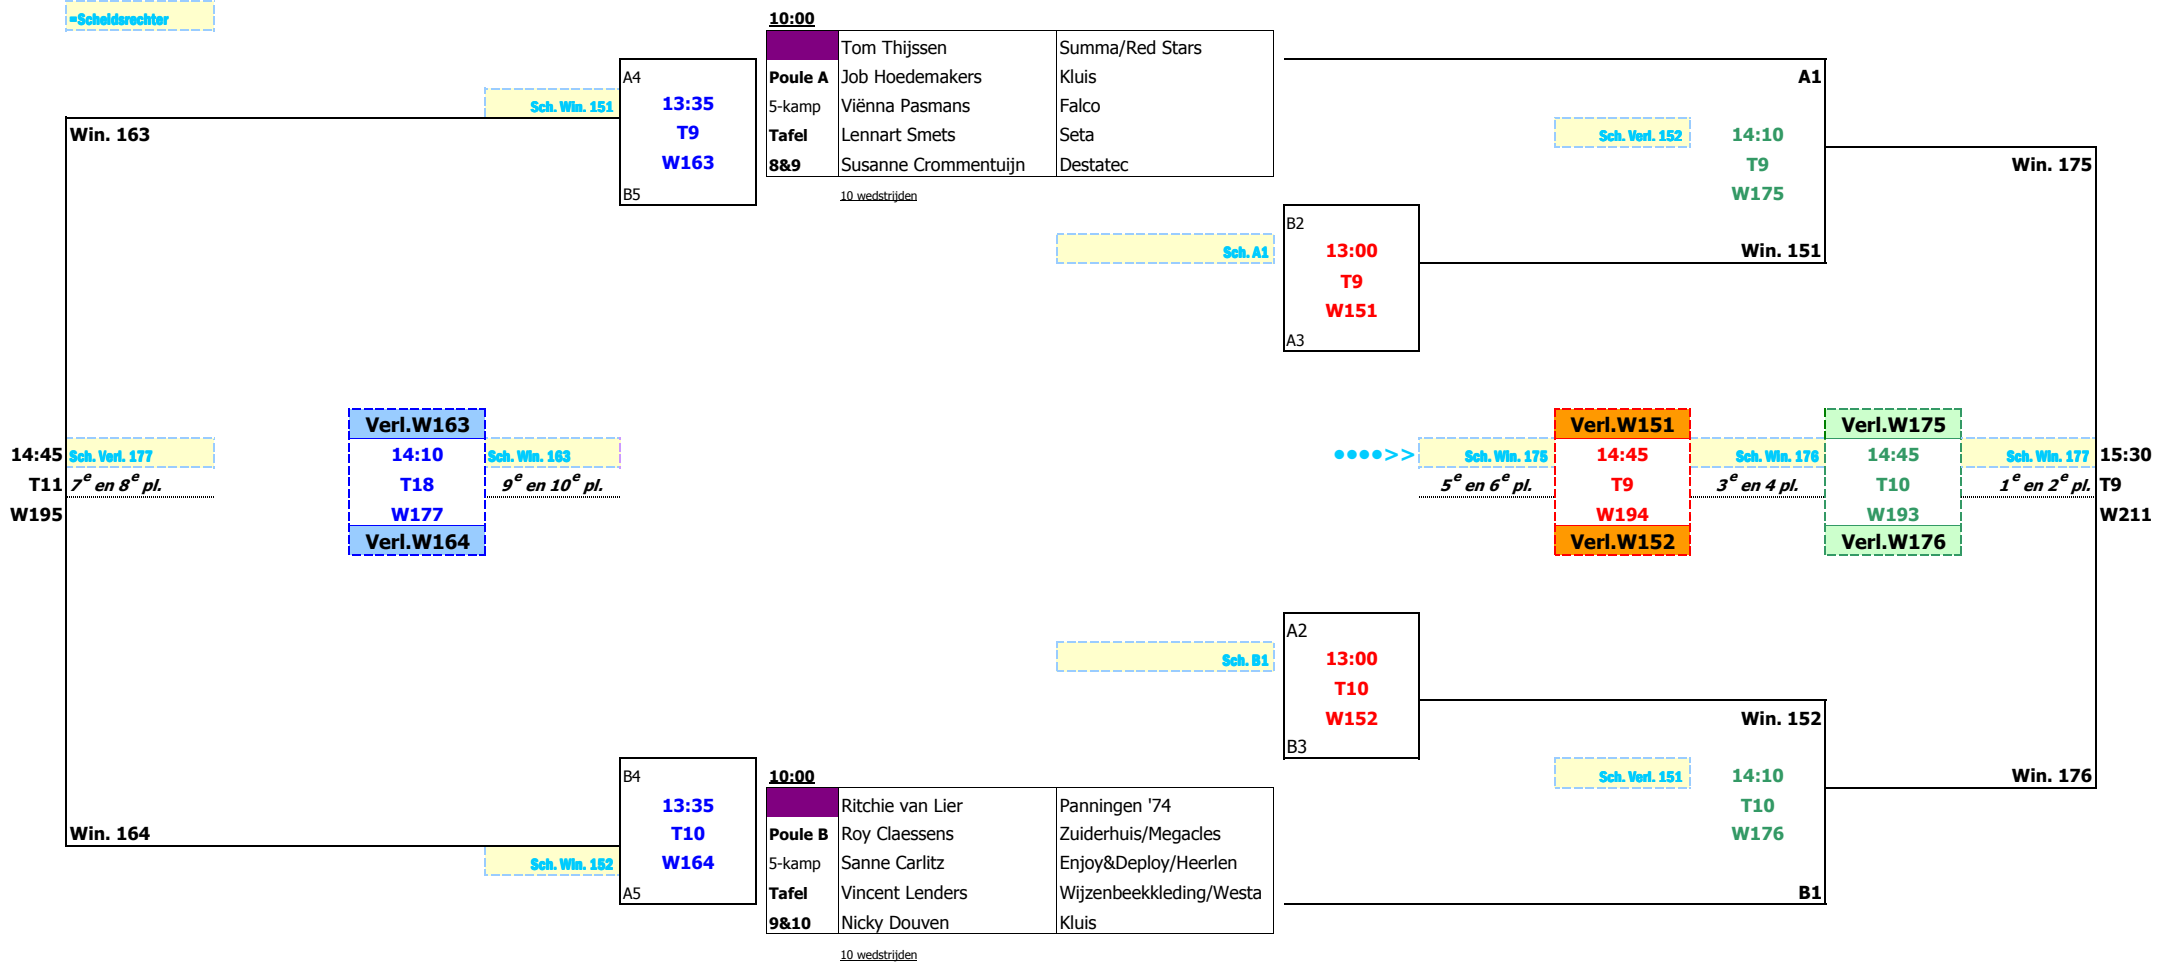 =Scheidsrechter
10:00
Tom Thijssen Summa/Red Stars
Poule A Job Hoedemakers Kluis
5-kamp Viënna Pasmans Falco
Tafel Lennart Smets Seta
8&9 Susanne Crommentuijn Destatec
10 wedstrijden
A4
Sch. Win. 151
13:35
T9
W163
B5
Win. 163
A1
Sch. Verl. 152
14:10
T9
W175
Win. 175
B2
Sch. A1
13:00
T9
W151
A3
Win. 151
14:45
T11
W195
Sch. Verl. 177
7e en 8e pl.
Verl.W163
14:10
T18
W177
Verl.W164
Sch. Win. 163
9e en 10e pl.
●●●●>>
Sch. Win. 175
5e en 6e pl.
Verl.W151
14:45
T9
W194
Verl.W152
Sch. Win. 176
3e en 4 pl.
Verl.W175
14:45
T10
W193
Verl.W176
Sch. Win. 177
1e en 2e pl.
15:30
T9
W211
A2
Sch. B1
13:00
T10
W152
B3
Win. 152
Sch. Verl. 151
14:10
T10
W176
Win. 176
B1
B4
13:35
T10
W164
A5
Win. 164
Sch. Win. 152
10:00
Ritchie van Lier Panningen '74
Poule B Roy Claessens Zuiderhuis/Megacles
5-kamp Sanne Carlitz Enjoy&Deploy/Heerlen
Tafel Vincent Lenders Wijzenbeekkleding/Westa
9&10 Nicky Douven Kluis
10 wedstrijden